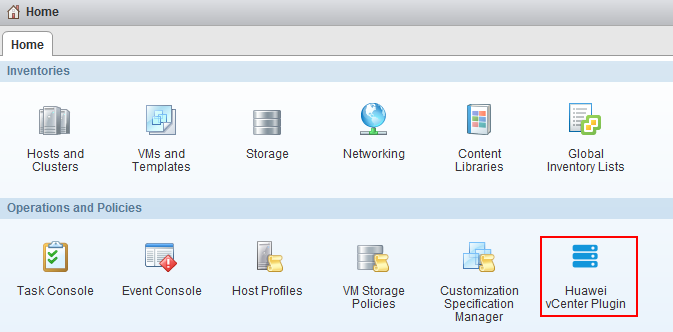 Home
Home
Inventories
Hosts and
Clusters
VMs and
Templates
Storage
Networking
Content
Libraries
Global
Inventory Lists
Operations and Policies
Task Console
Event Console
Host Profiles
VM Storage
Policies
Customization
Specification
Manager
Huawei
vCenter Plugin